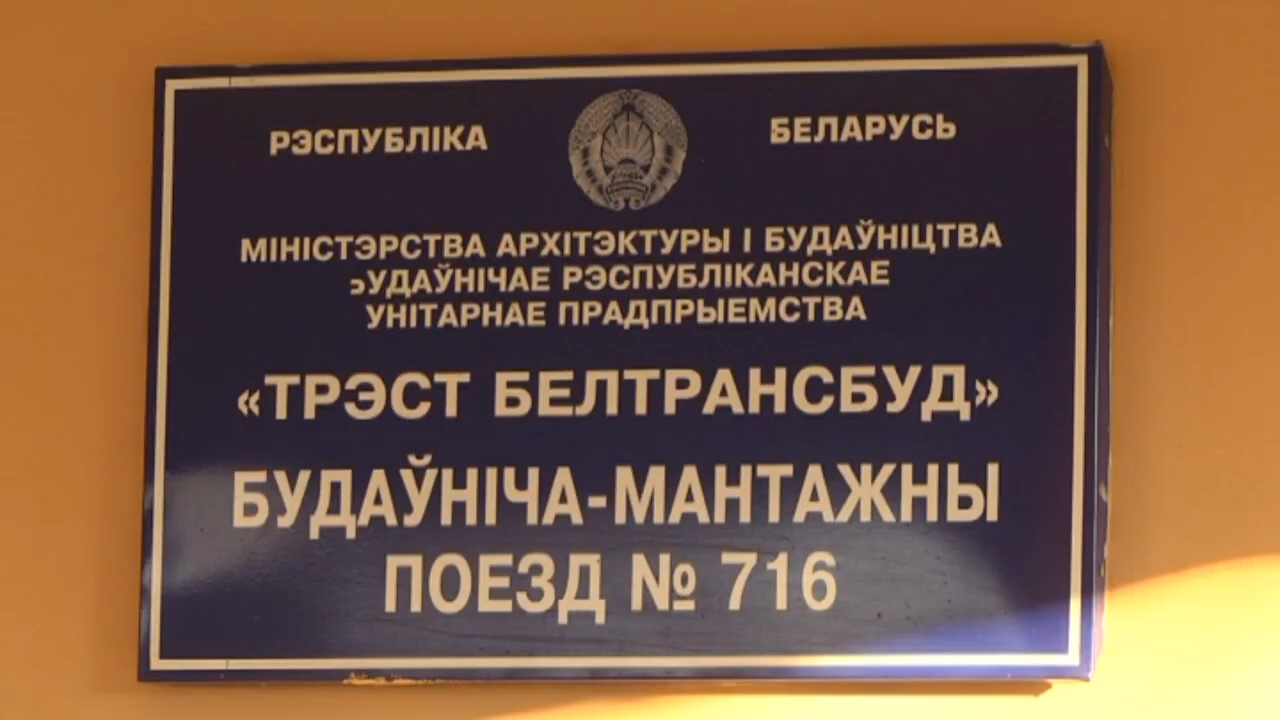 РЭСПУБЛІКА БЕЛАРУСЬ
МІНІСТЭРСТВА АРХІТЭКТУРЫ І БУДАЎНІЦТВА
БУДАЎНІЧАЕ РЭСПУБЛІКАНСКАЕ
УНІТАРНАЕ ПРАДПРЫЕМСТВА
«ТРЭСТ БЕЛТРАНСБУД»
БУДАЎНІЧА-МАНТАЖНЫ
ПОЕЗД № 716